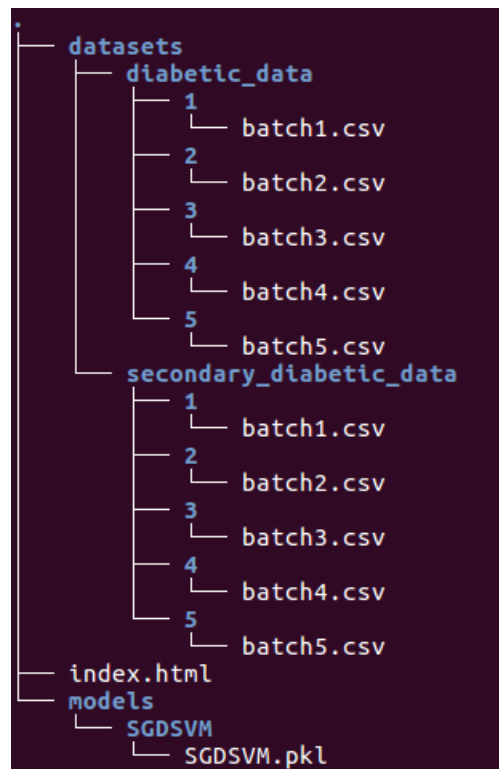 .
datasets
diabetic_data
1
batch1.csv
2
batch2.csv
3
batch3.csv
4
batch4.csv
5
batch5.csv
secondary_diabetic_data
1
batch1.csv
2
batch2.csv
3
batch3.csv
4
batch4.csv
5
batch5.csv
index.html
models
SGDSVM
SGDSVM.pkl